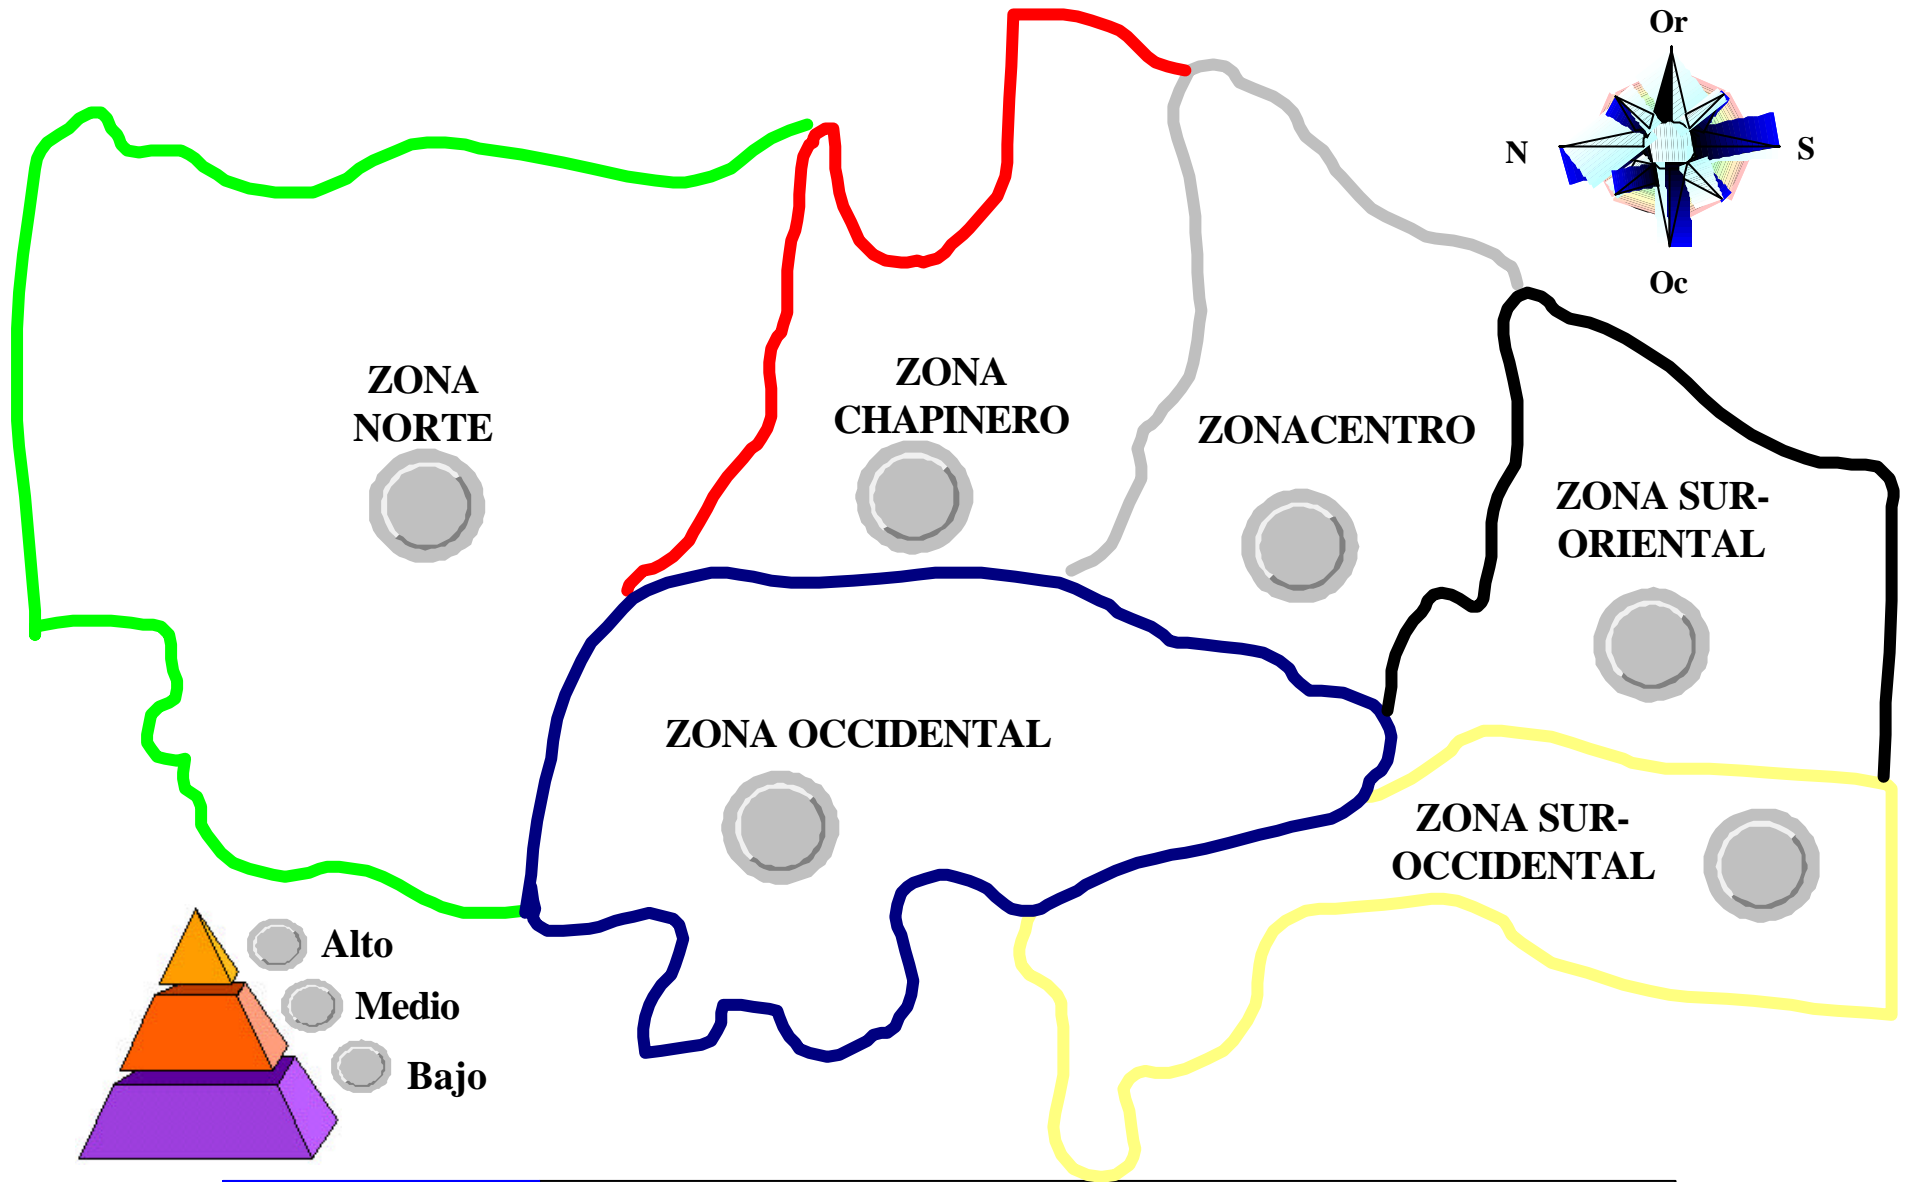 Or
N
S
Oc
ZONA
NORTE
ZONA
CHAPINERO
ZONACENTRO
ZONA SUR-
ORIENTAL
ZONA OCCIDENTAL
ZONA SUR-
OCCIDENTAL
Alto
Medio
Bajo